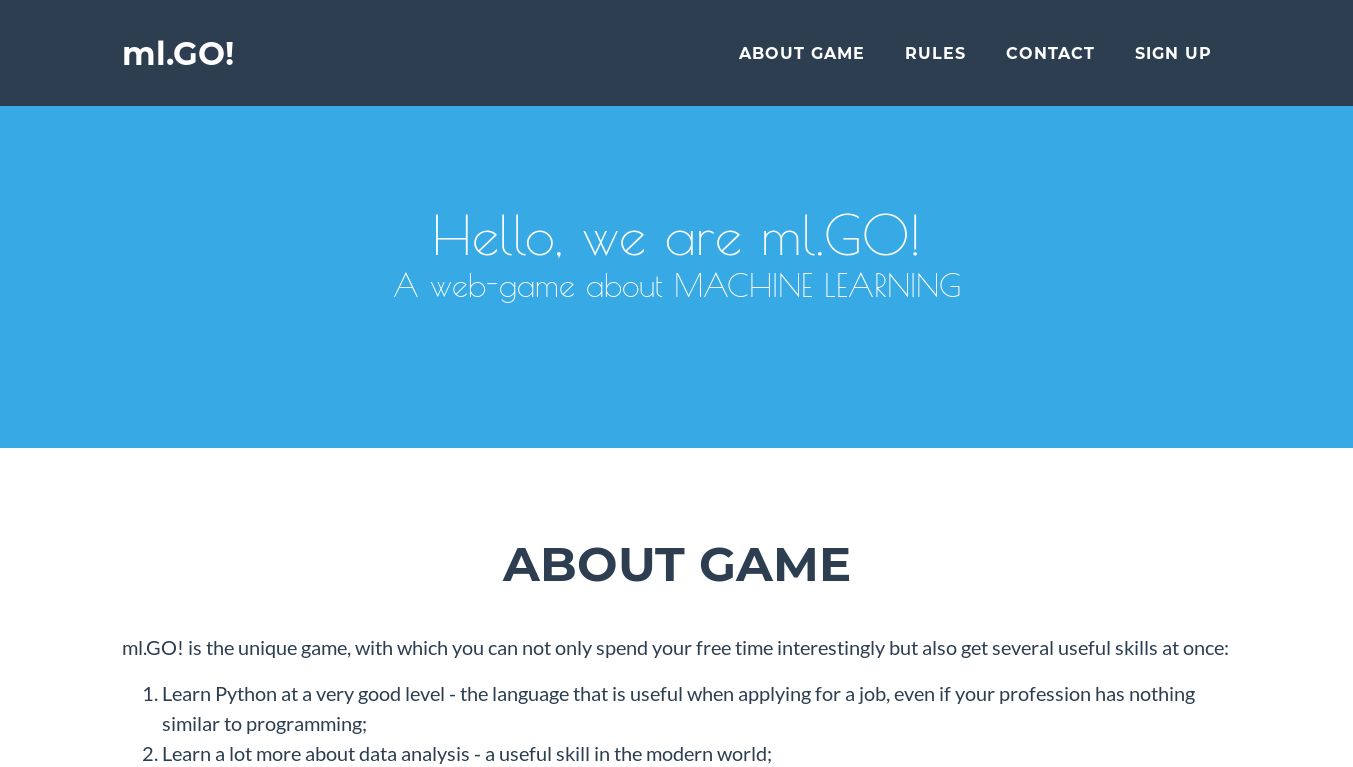 ml.GO!
ABOUT GAME
RULES
CONTACT
SIGN UP
Hello, we are ml.GO!
A web-game about MACHINE LEARNING
ABOUT GAME
ml.GO! is the unique game, with which you can not only spend your free time interestingly but also get several useful skills at once:
1. Learn Python at a very good level - the language that is useful when applying for a job, even if your profession has nothing
similar to programming;
2. Learn a lot more about data analysis - a useful skill in the modern world;